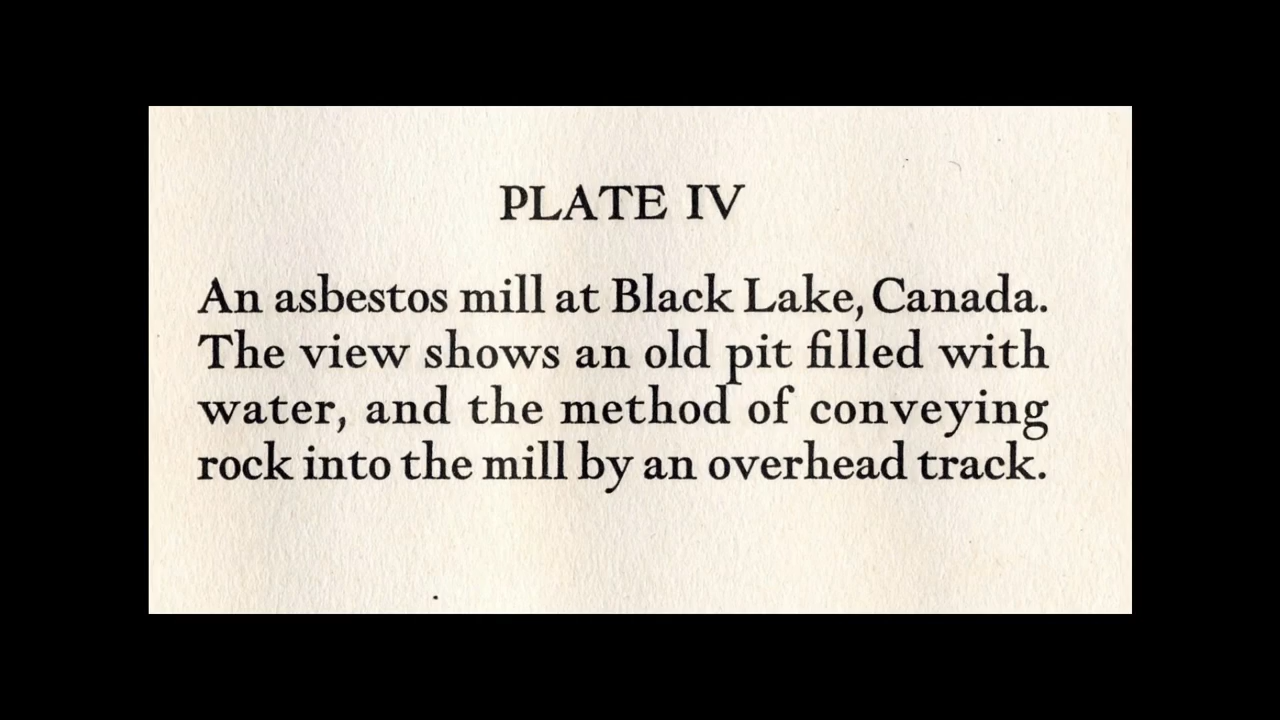 PLATE IV
An asbestos mill at Black Lake, Canada.
The view shows an old pit filled with
water, and the method of conveying
rock into the mill by an overhead track.